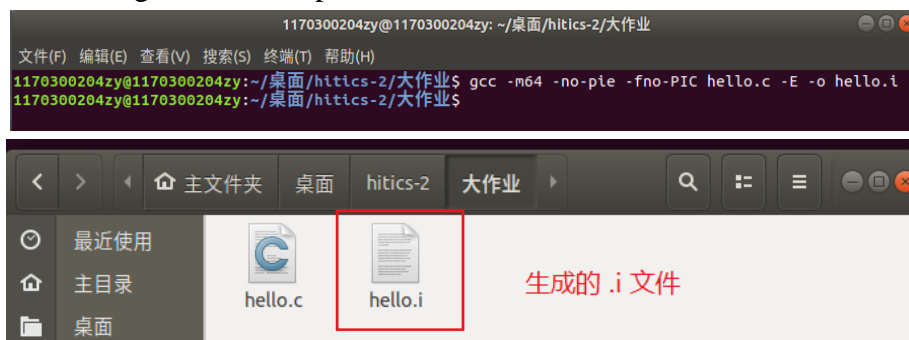 1170300204zy@1170300204zy: ~/桌面/hitics-2/大作业
文件(F) 编辑(E) 查看(V) 搜索(S) 终端(T) 帮助(H)
1170300204zy@1170300204zy:~/桌面/hitics-2/大作业$ gcc -m64 -no-pie -fno-PIC hello.c -E -o hello.i
1170300204zy@1170300204zy:~/桌面/hitics-2/大作业$
主文件夹 桌面 hitics-2 大作业
最近使用
主目录
桌面
hello.c
hello.i
生成的 .i 文件